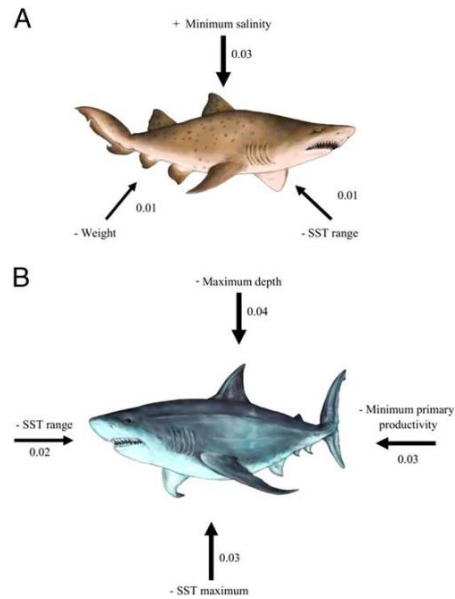 A
+ Minimum salinity
0.03
0.01
0.01
- Weight
- SST range
B
- Maximum depth
0.04
- SST range
0.02
- Minimum primary
productivity
0.03
0.03
- SST maximum